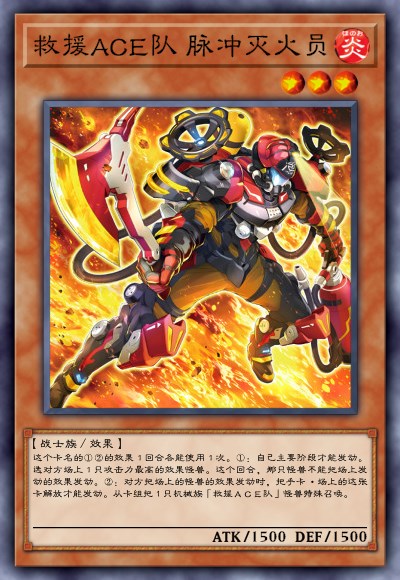 救援ACE队 脉冲灭火员
ほのお
炎
【战士族/效果】
这个卡名的①②的效果1回合各能使用1次。①：自己主要阶段才能发动。
选对方场上1只攻击力最高的效果怪兽。这个回合，那只怪兽不能把场上发
动的效果发动。②：对方把场上的怪兽的效果发动时，把手卡·场上的这张
卡解放才能发动。从卡组把1只机械族「救援ACE队」怪兽特殊召唤。
ATK/1500 DEF/1500